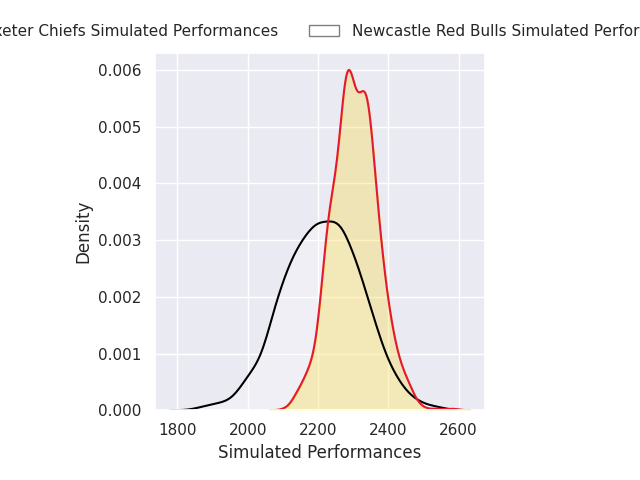 xeter Chiefs Simulated Performances
Newcastle Red Bulls Simulated Perfor
0.006
0.005
0.004
0.003
0.002
0.001
0.000
Density
1800 2000 2200 2400 2600
Simulated Performances